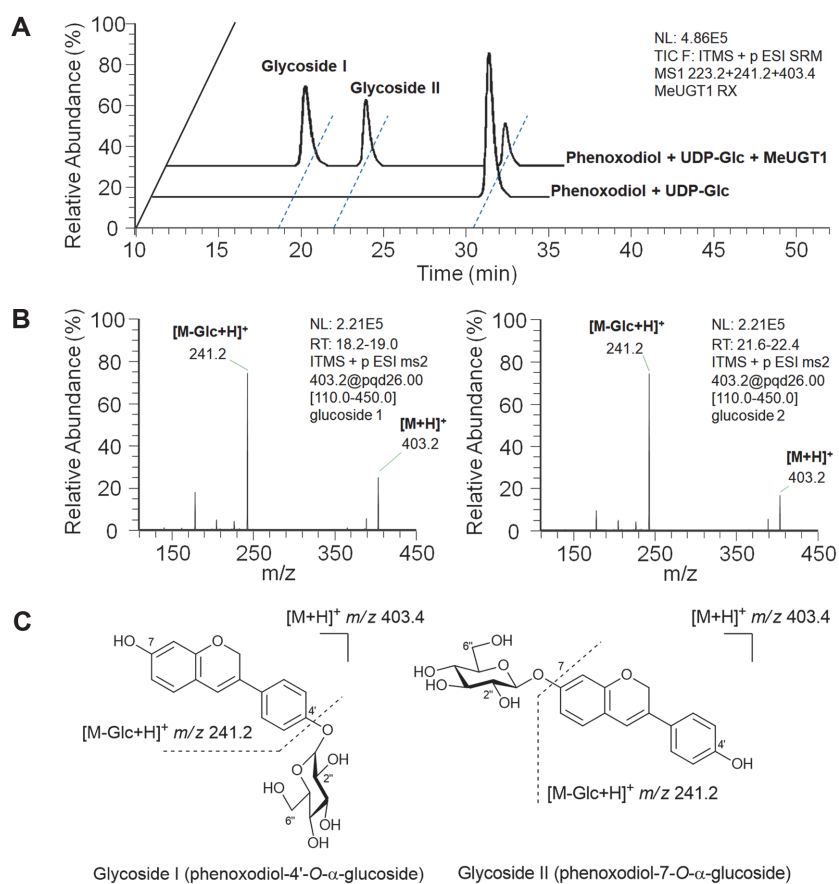 A
Relative Abundance (%)
100
80
60
40
20
0
10
15
20
25
30
35
40
45
50
Time (min)
Glycoside I
Glycoside II
NL: 4.86E5
TIC F: ITMS + p ESI SRM
MS1 223.2+241.2+403.4
MeUGT1 RX
Phenoxodiol + UDP-Glc + MeUGT1
Phenoxodiol + UDP-Glc
B
Relative Abundance (%)
100
80
60
40
20
0
150
250
350
450
m/z
[M-Glc+H]+
241.2
NL: 2.21E5
RT: 18.2-19.0
ITMS + p ESI ms2
403.2@pqd26.00
[110.0-450.0]
glucoside 1
[M+H]+
403.2
Relative Abundance (%)
100
80
60
40
20
0
150
250
350
450
m/z
[M-Glc+H]+
241.2
NL: 2.21E5
RT: 21.6-22.4
ITMS + p ESI ms2
403.2@pqd26.00
[110.0-450.0]
glucoside 2
[M+H]+
403.2
C
[M+H]+ m/z 403.4
HO
7
O
4'
O
[M-Glc+H]+ m/z 241.2
O
OH
2"
HO
6"
OH
HO
OH
Glycoside I (phenoxodiol-4'-O-α-glucoside)
[M+H]+ m/z 403.4
OH
6"
HO
O
HO
2"
OH
O
7
O
4'
OH
[M-Glc+H]+ m/z 241.2
Glycoside II (phenoxodiol-7-O-α-glucoside)